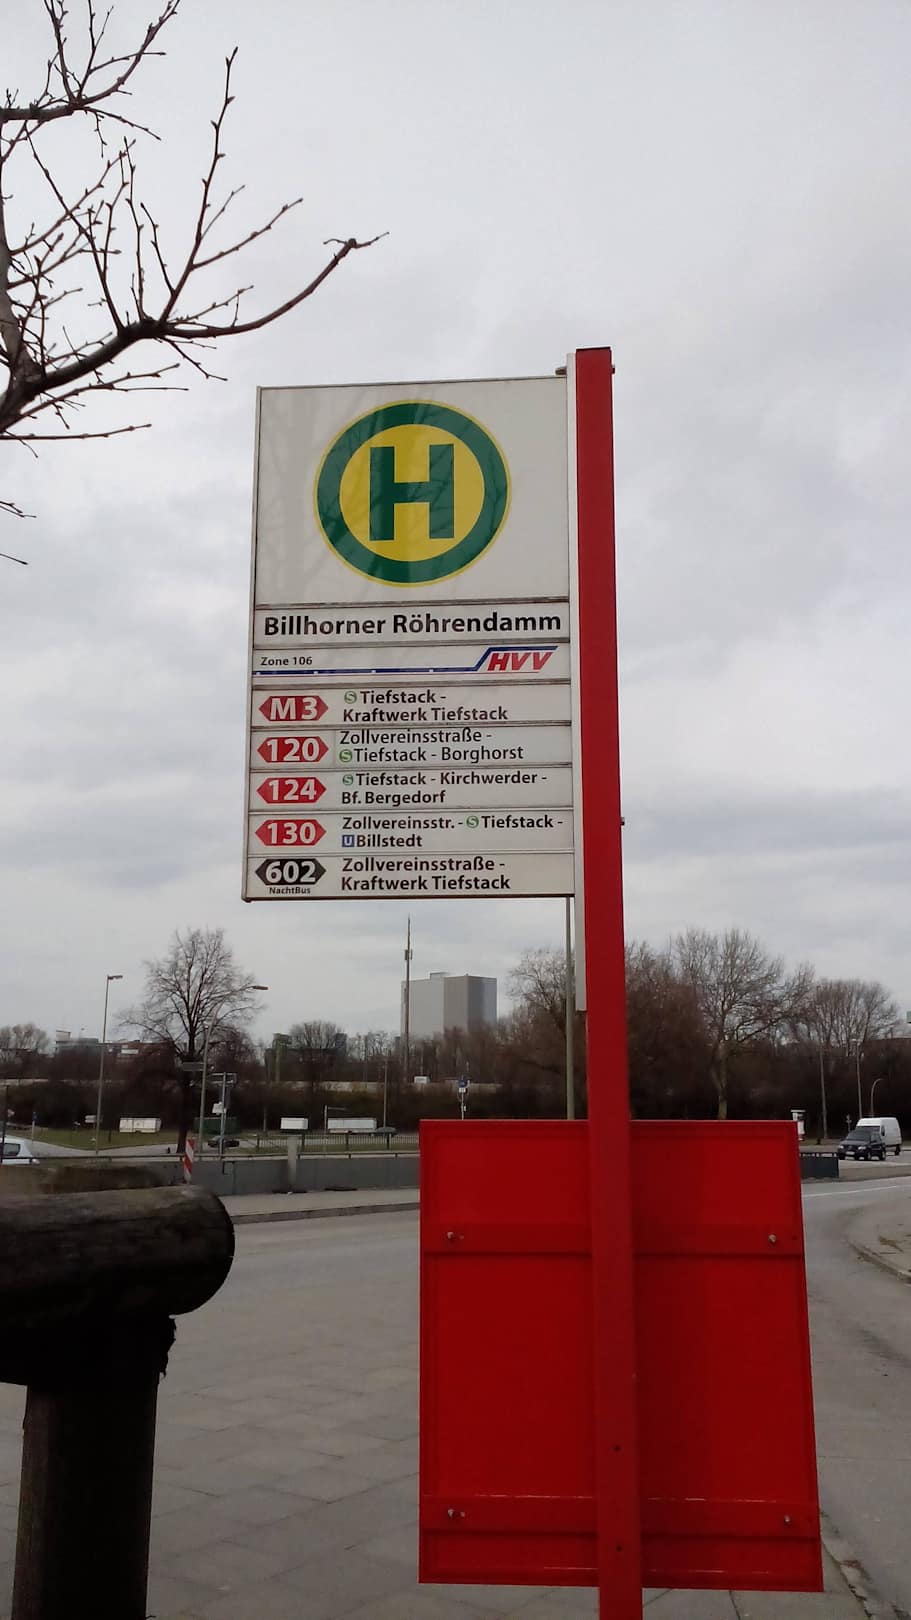 H
Billhorner Röhrendamm
Zone 106 HVV
M3 S Tiefstack -
Kraftwerk Tiefstack
120 Zollvereinsstraße -
S Tiefstack - Borghorst
124 S Tiefstack - Kirchwerder -
Bf. Bergedorf
130 Zollvereinsstr. - S Tiefstack -
U Billstedt
602 Zollvereinsstraße -
NachtBus Kraftwerk Tiefstack